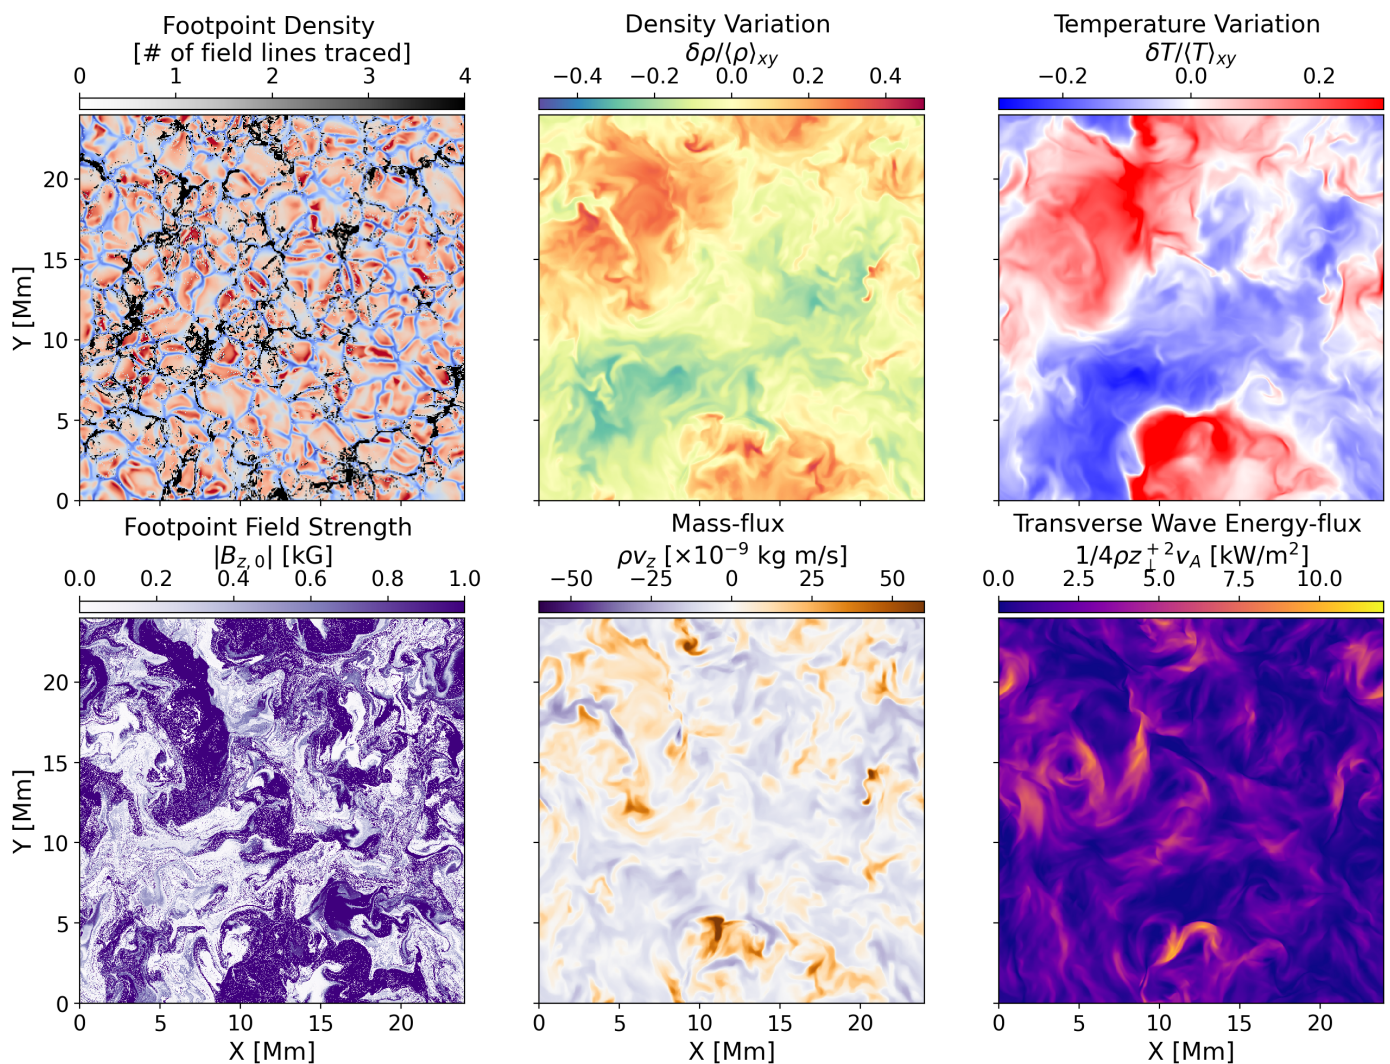 Footpoint Density
[# of field lines traced]
0 1 2 3 4
Density Variation
δρ/⟨ρ⟩xy
−0.4 −0.2 0.0 0.2 0.4
Temperature Variation
δT/⟨T⟩xy
−0.2 0.0 0.2
Y [Mm]
20
15
10
5
0
Footpoint Field Strength
|Bz, 0| [kG]
0.0 0.2 0.4 0.6 0.8 1.0
Mass-flux
ρvz [×10−9 kg m/s]
−50 −25 0 25 50
Transverse Wave Energy-flux
1/4ρz⊥+2vA [kW/m2]
0.0 2.5 5.0 7.5 10.0
Y [Mm]
20
15
10
5
0
0 5 10 15 20
X [Mm]
0 5 10 15 20
X [Mm]
0 5 10 15 20
X [Mm]